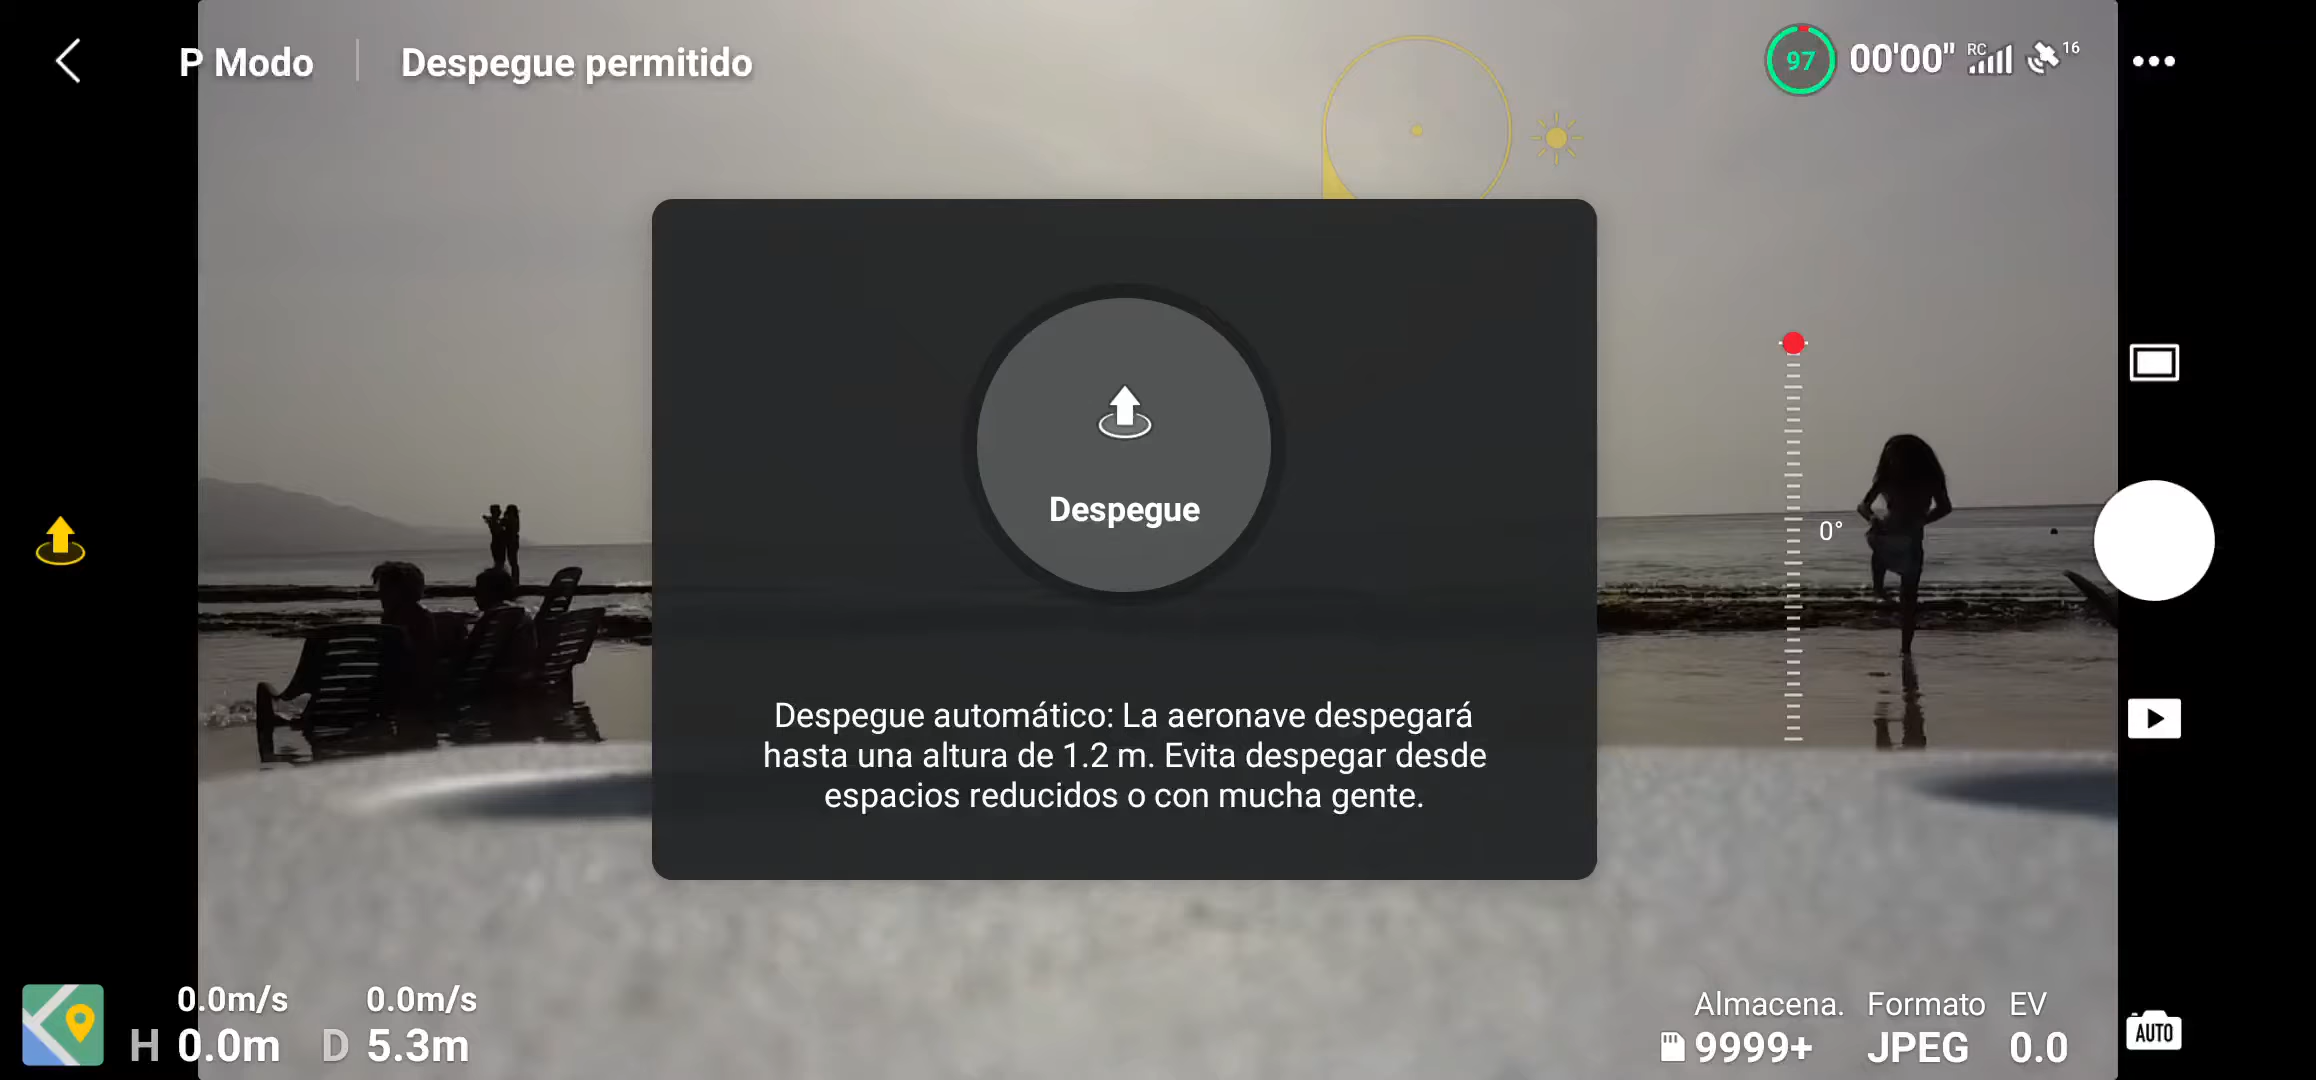 P Modo
Despegue permitido
97
00'00"
RC
16
Despegue
0°
Despegue automático: La aeronave despegará
hasta una altura de 1.2 m. Evita despegar desde
espacios reducidos o con mucha gente.
0.0m/s 0.0m/s
H 0.0m D 5.3m
Almacena. Formato EV
9999+ JPEG 0.0
AUTO